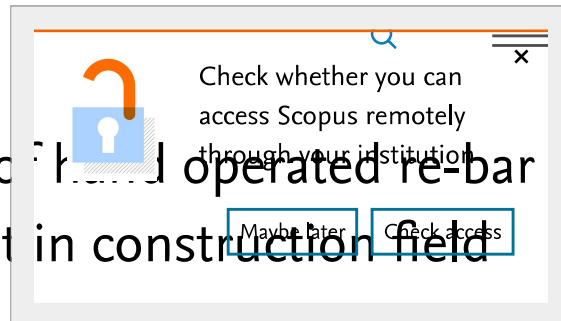 Check whether you can
access Scopus remotely
through your institution
of hand operated re-bar
Maybe later Check access
t in construction field